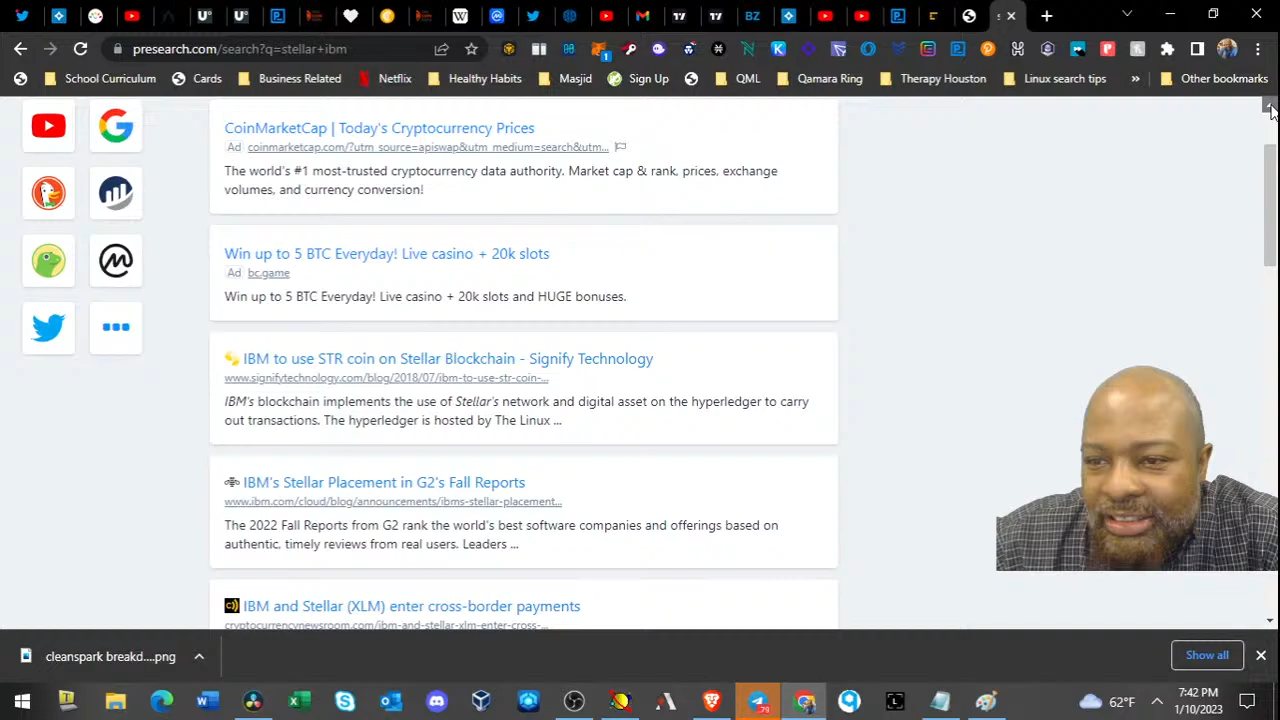 presearch.com/search?q=stellar+ibm
School Curriculum
Cards
Business Related
Netflix
Healthy Habits
Masjid
Sign Up
QML
Qamara Ring
Therapy Houston
Linux search tips
»
Other bookmarks
CoinMarketCap | Today's Cryptocurrency Prices
Ad coinmarketcap.com/?utm_source=apiswap&utm_medium=search&utm...
The world's #1 most-trusted cryptocurrency data authority. Market cap & rank, prices, exchange
volumes, and currency conversion!
Win up to 5 BTC Everyday! Live casino + 20k slots
Ad bc.game
Win up to 5 BTC Everyday! Live casino + 20k slots and HUGE bonuses.
IBM to use STR coin on Stellar Blockchain - Signify Technology
www.signifytechnology.com/blog/2018/07/ibm-to-use-str-coin-...
IBM's blockchain implements the use of Stellar's network and digital asset on the hyperledger to carry
out transactions. The hyperledger is hosted by The Linux ...
IBM's Stellar Placement in G2's Fall Reports
www.ibm.com/cloud/blog/announcements/ibms-stellar-placement...
The 2022 Fall Reports from G2 rank the world's best software companies and offerings based on
authentic, timely reviews from real users. Leaders ...
IBM and Stellar (XLM) enter cross-border payments
cryptocurrencynewsroom.com/ibm-and-stellar-xlm-enter-cross-...
cleanspark breakd....png
Show all
62°F
7:42 PM
1/10/2023